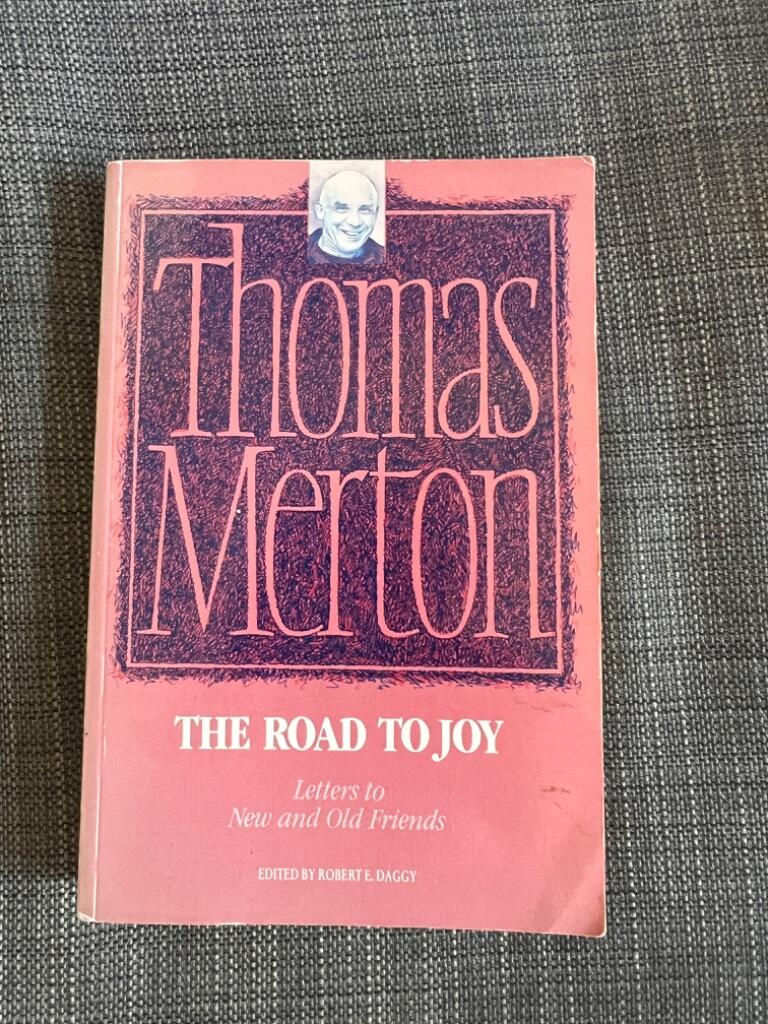 Thomas
Merton
THE ROAD TO JOY
Letters to
New and Old Friends
EDITED BY ROBERT E. DAGGY